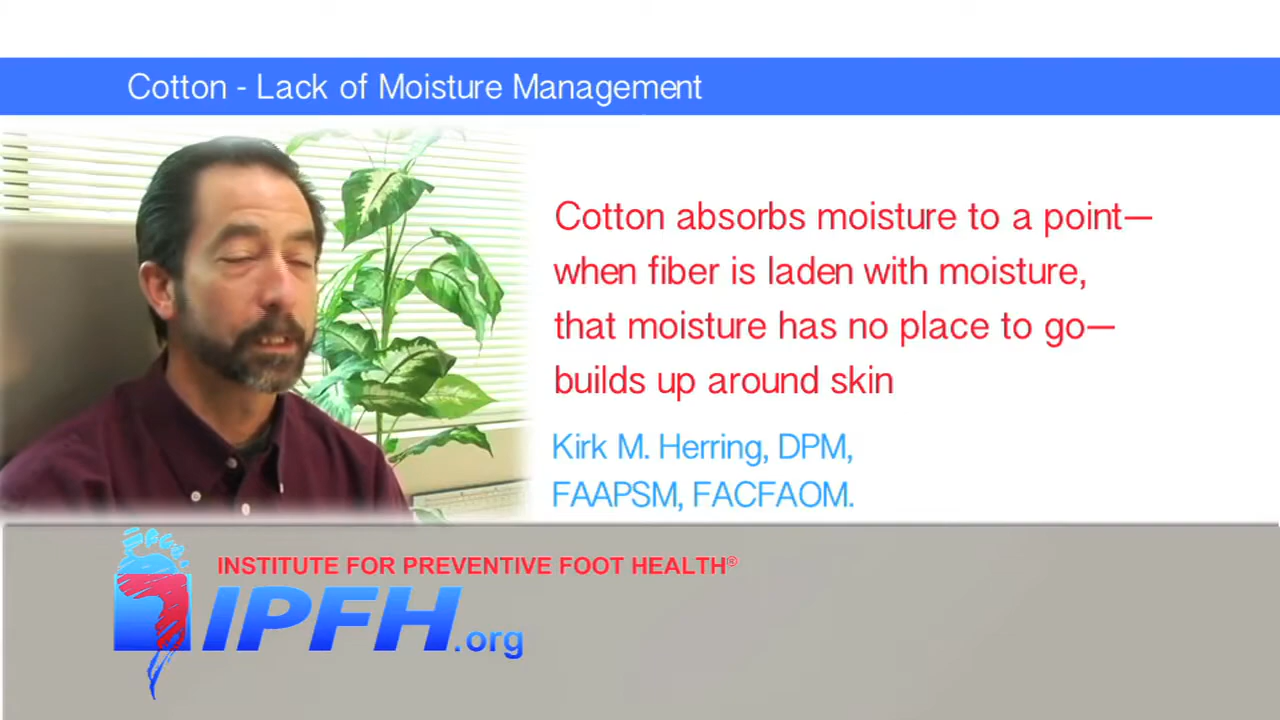 Cotton - Lack of Moisture Management
Cotton absorbs moisture to a point—
when fiber is laden with moisture,
that moisture has no place to go—
builds up around skin
Kirk M. Herring, DPM,
FAAPSM, FACFAOM.
INSTITUTE FOR PREVENTIVE FOOT HEALTH®
IPFH.org